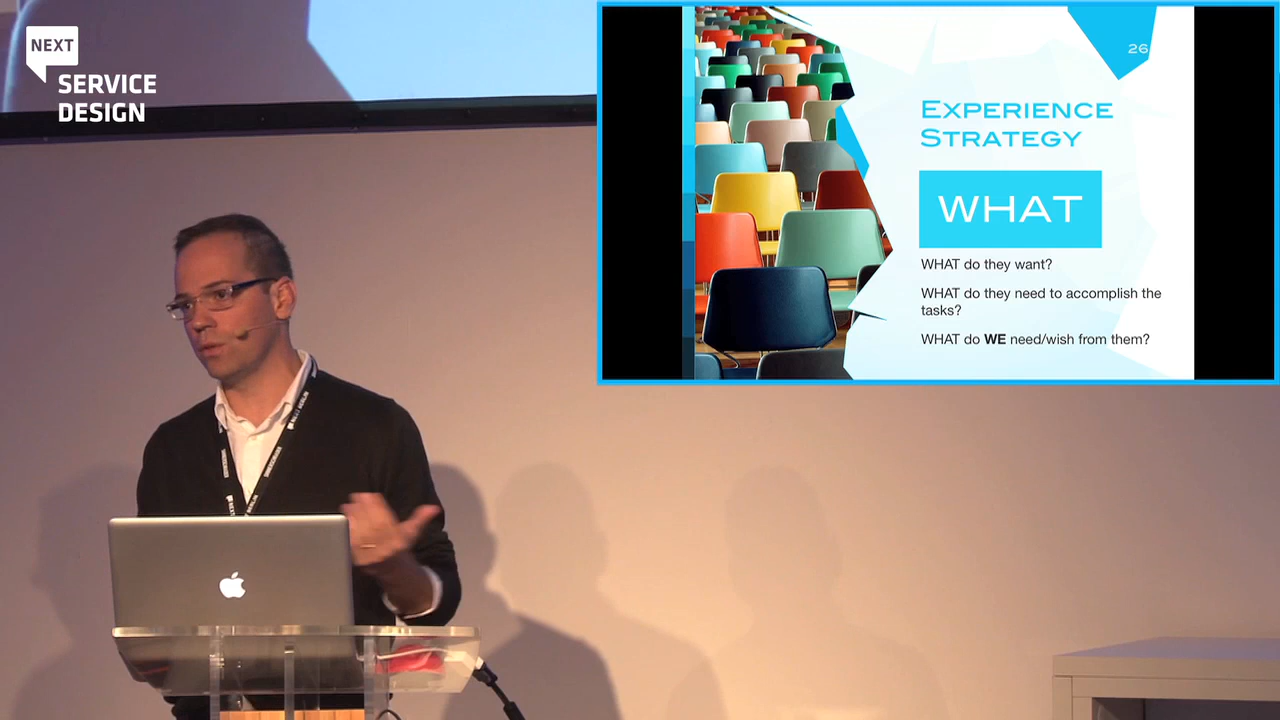 NEXT
SERVICE
DESIGN
26
EXPERIENCE
STRATEGY
WHAT
WHAT do they want?
WHAT do they need to accomplish the
tasks?
WHAT do WE need/wish from them?